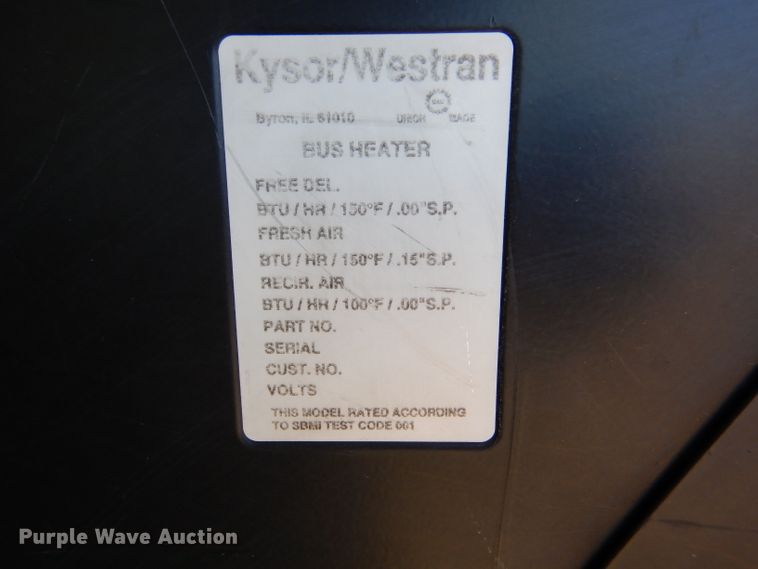 Kysor/Westran
Byron, IL 61010 UNION MADE
BUS HEATER
FREE DEL.
BTU / HR / 150°F / .00"S.P.
FRESH AIR
BTU / HR / 150°F / .15"S.P.
RECIR. AIR
BTU / HR / 100°F / .00"S.P.
PART NO.
SERIAL
CUST. NO.
VOLTS
THIS MODEL RATED ACCORDING
TO SBMI TEST CODE 001
Purple Wave Auction